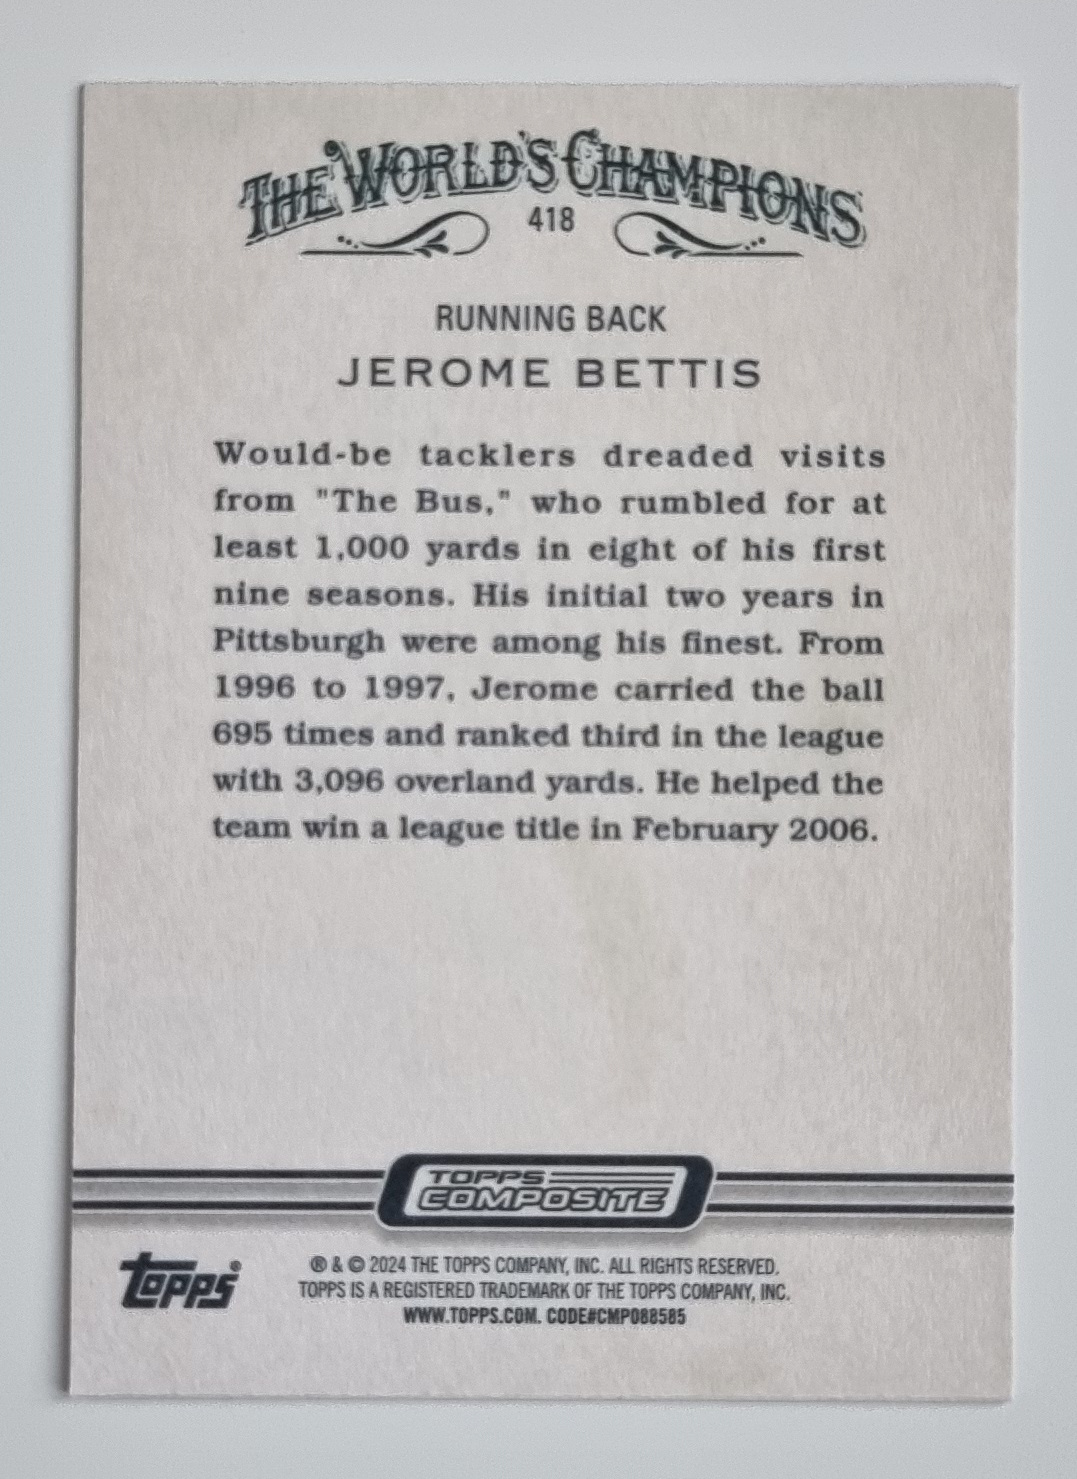 THE WORLD'S CHAMPIONS
418
RUNNING BACK
JEROME BETTIS
Would-be tacklers dreaded visits
from "The Bus," who rumbled for at
least 1,000 yards in eight of his first
nine seasons. His initial two years in
Pittsburgh were among his finest. From
1996 to 1997, Jerome carried the ball
695 times and ranked third in the league
with 3,096 overland yards. He helped the
team win a league title in February 2006.
TOPPS
COMPOSITE
topps®
® & © 2024 THE TOPPS COMPANY, INC. ALL RIGHTS RESERVED.
TOPPS IS A REGISTERED TRADEMARK OF THE TOPPS COMPANY, INC.
WWW.TOPPS.COM. CODE#CMP088585